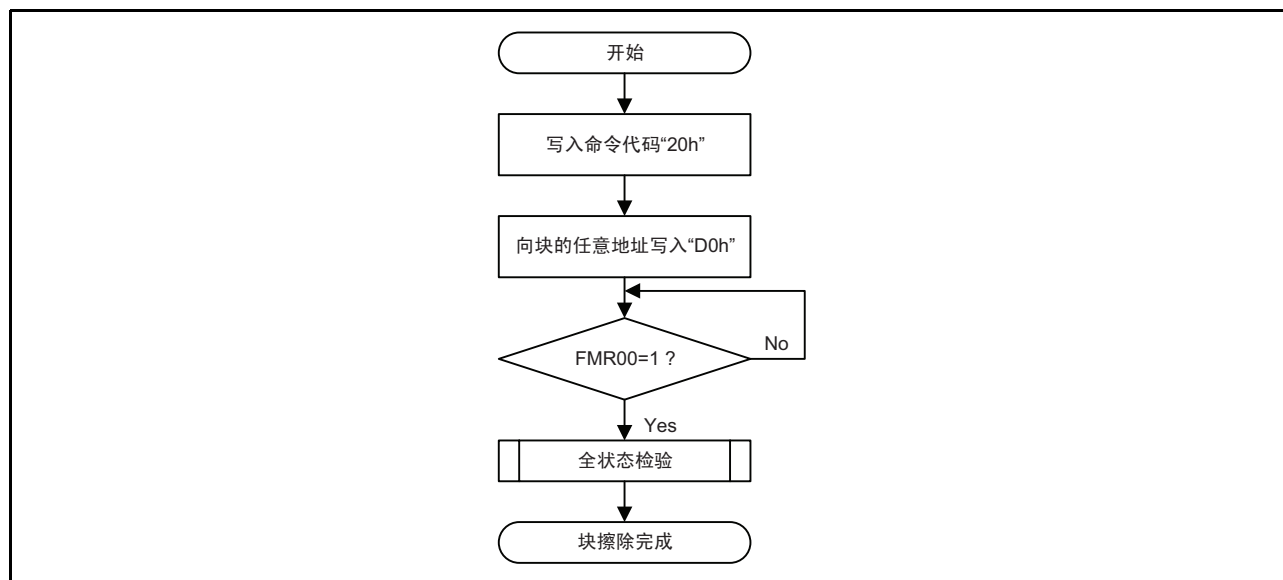 开始
写入命令代码“20h”
向块的任意地址写入“D0h”
FMR00=1 ?
No
Yes
全状态检验
块擦除完成